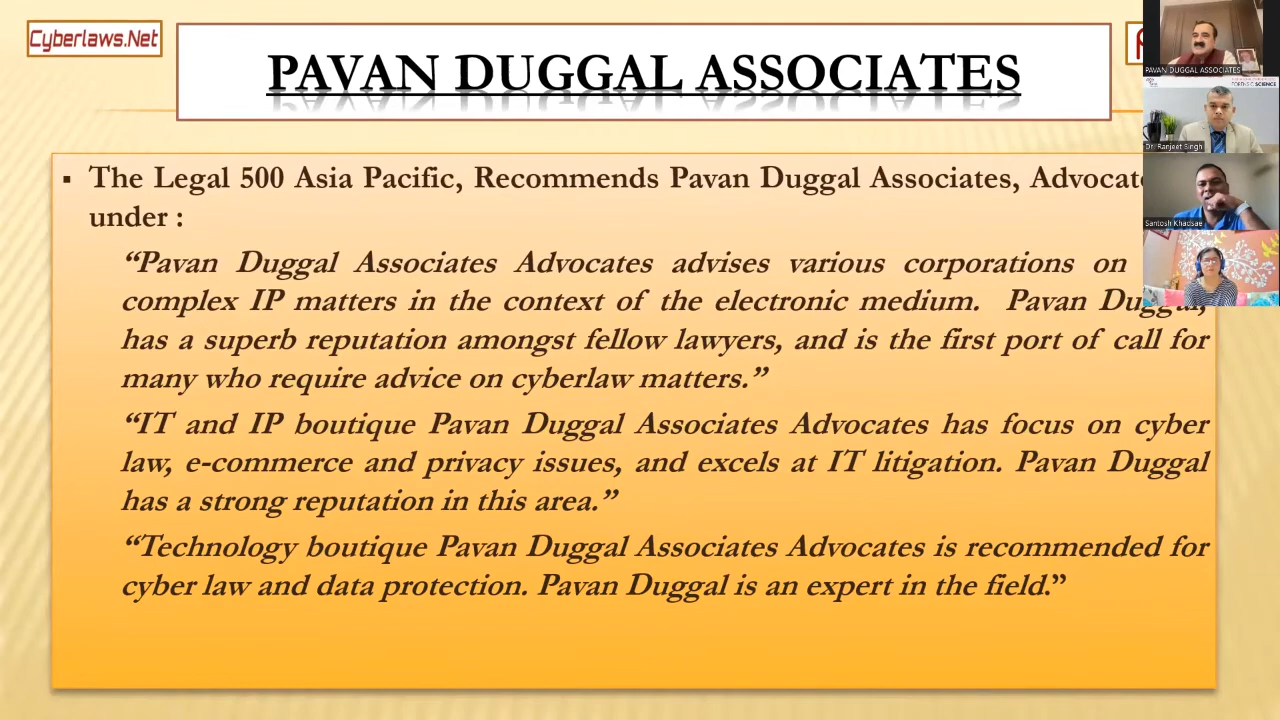 Cyberlaws.Net
PAVAN DUGGAL ASSOCIATES
The Legal 500 Asia Pacific, Recommends Pavan Duggal Associates,
under :
“Pavan Duggal Associates Advocates advises various corporations on
complex IP matters in the context of the electronic medium. Pavan Duggal,
has a superb reputation amongst fellow lawyers, and is the first port of call for
many who require advice on cyberlaw matters.”
“IT and IP boutique Pavan Duggal Associates Advocates has focus on cyber
law, e-commerce and privacy issues, and excels at IT litigation. Pavan Duggal
has a strong reputation in this area.”
“Technology boutique Pavan Duggal Associates Advocates is recommended for
cyber law and data protection. Pavan Duggal is an expert in the field.”
PAVAN DUGGAL ASSOCIATES
FORENSIC SCIENCE
Dr. Ranjeet Singh
Santosh Khadsae